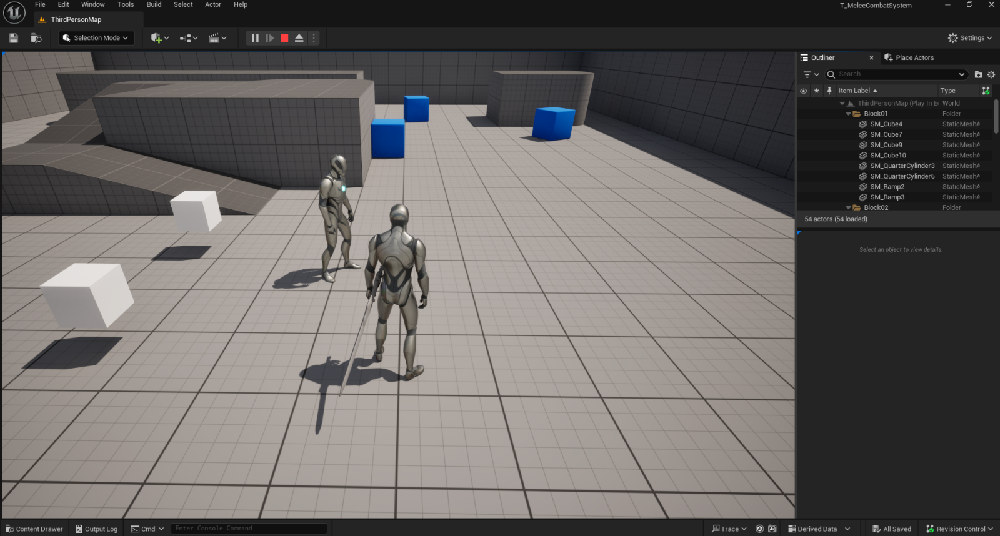 File Edit Window Tools Build Select Actor Help
T_MeleeCombatSystem
ThirdPersonMap
Selection Mode
Settings
Outliner
Place Actors
Search...
Item Label
Type
ThirdPersonMap (Play In E
World
Block01
Folder
SM_Cube4
StaticMeshA
SM_Cube7
StaticMeshA
SM_Cube9
StaticMeshA
SM_Cube10
StaticMeshA
SM_QuarterCylinder3
StaticMeshA
SM_QuarterCylinder6
StaticMeshA
SM_Ramp2
StaticMeshA
SM_Ramp3
StaticMeshA
Block02
Folder
54 actors (54 loaded)
Select an object to view details.
Content Drawer
Output Log
Cmd
Enter Console Command
Trace
Derived Data
All Saved
Revision Control